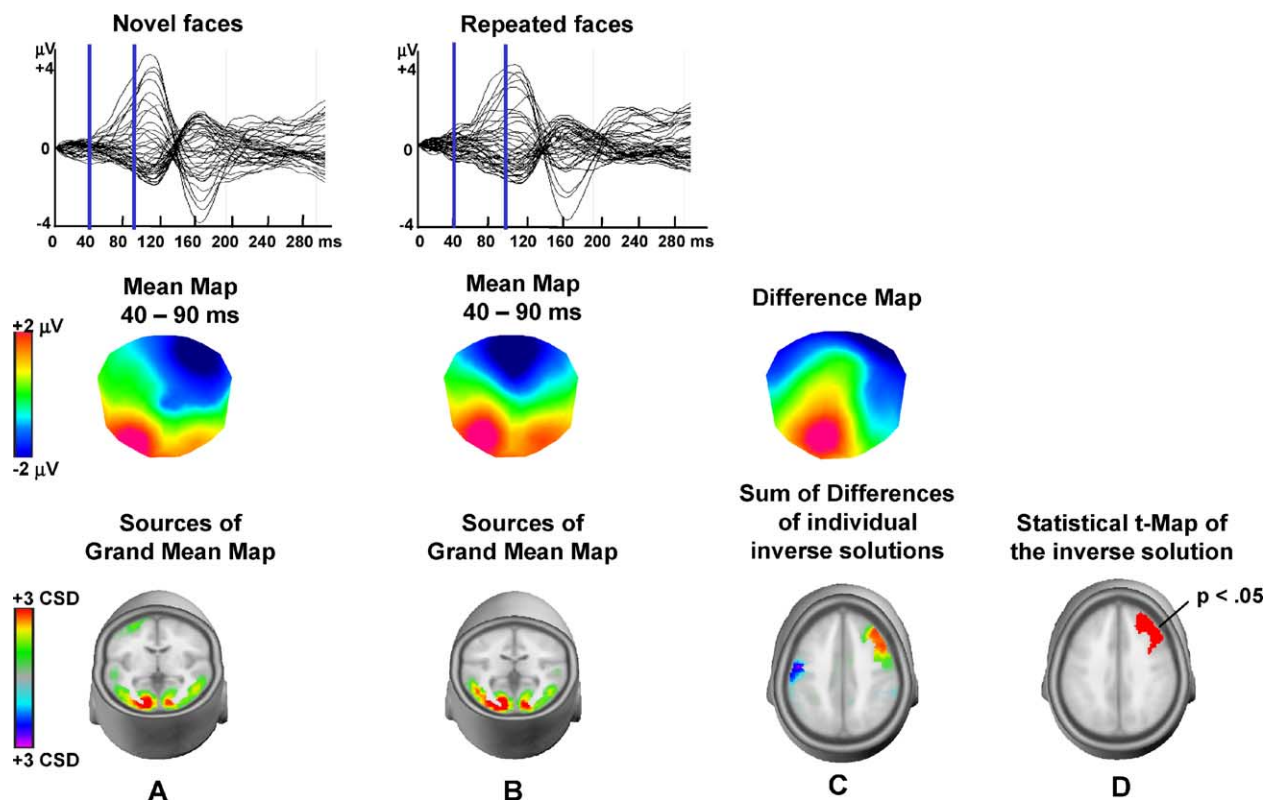 Novel faces
Repeated faces
µV
+4
0
-4
0 40 80 120 160 200 240 280 ms
µV
+4
0
-4
0 40 80 120 160 200 240 280 ms
Mean Map
40 – 90 ms
Mean Map
40 – 90 ms
Difference Map
+2 µV
-2 µV
Sources of
Grand Mean Map
Sources of
Grand Mean Map
Sum of Differences
of individual
inverse solutions
Statistical t-Map of
the inverse solution
+3 CSD
+3 CSD
p < .05
A
B
C
D